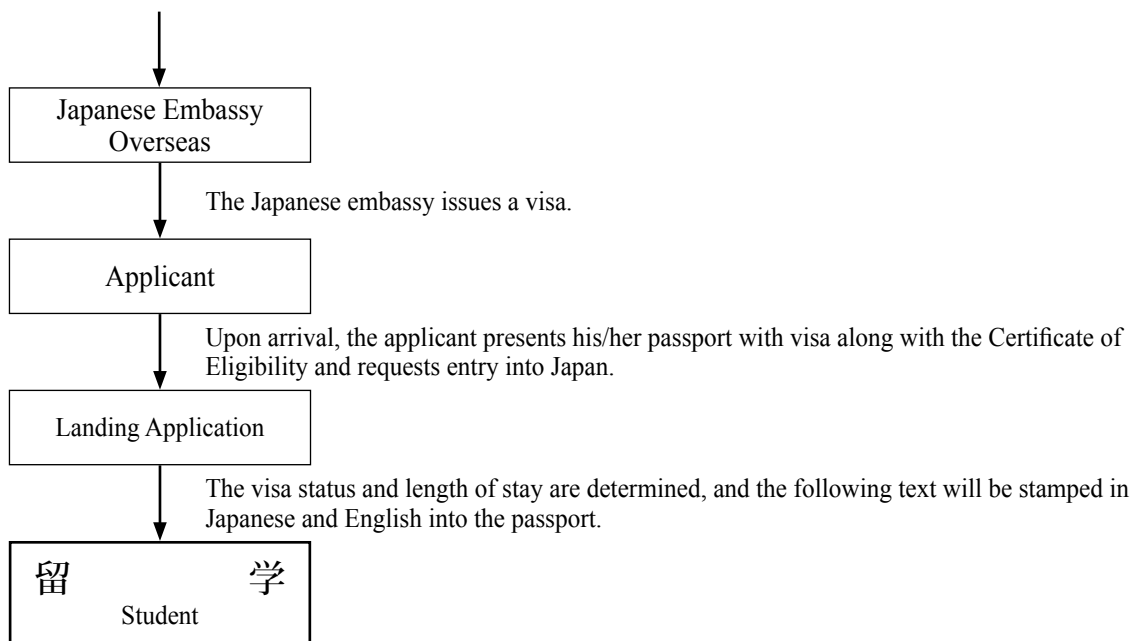 Japanese Embassy
Overseas
The Japanese embassy issues a visa.
Applicant
Upon arrival, the applicant presents his/her passport with visa along with the Certificate of
Eligibility and requests entry into Japan.
Landing Application
The visa status and length of stay are determined, and the following text will be stamped in
Japanese and English into the passport.
留 学
Student